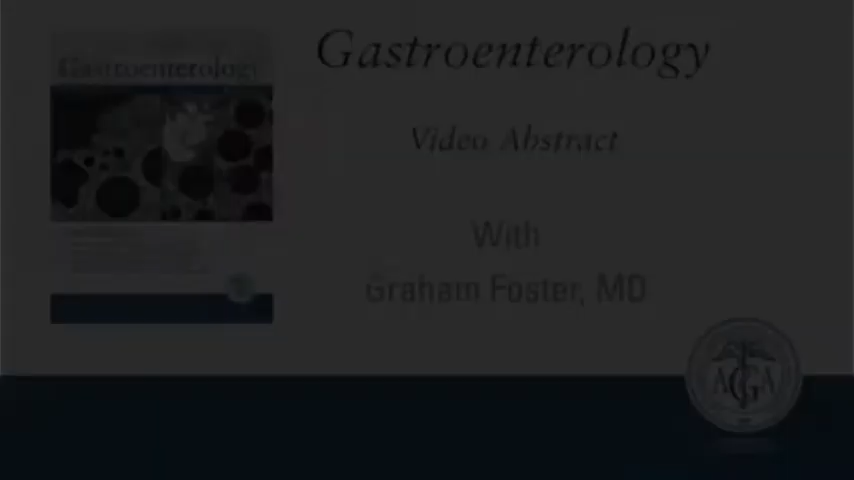 Gastroenterology
Gastroenterology
Video Abstract
With
Graham Foster, MD
AGA